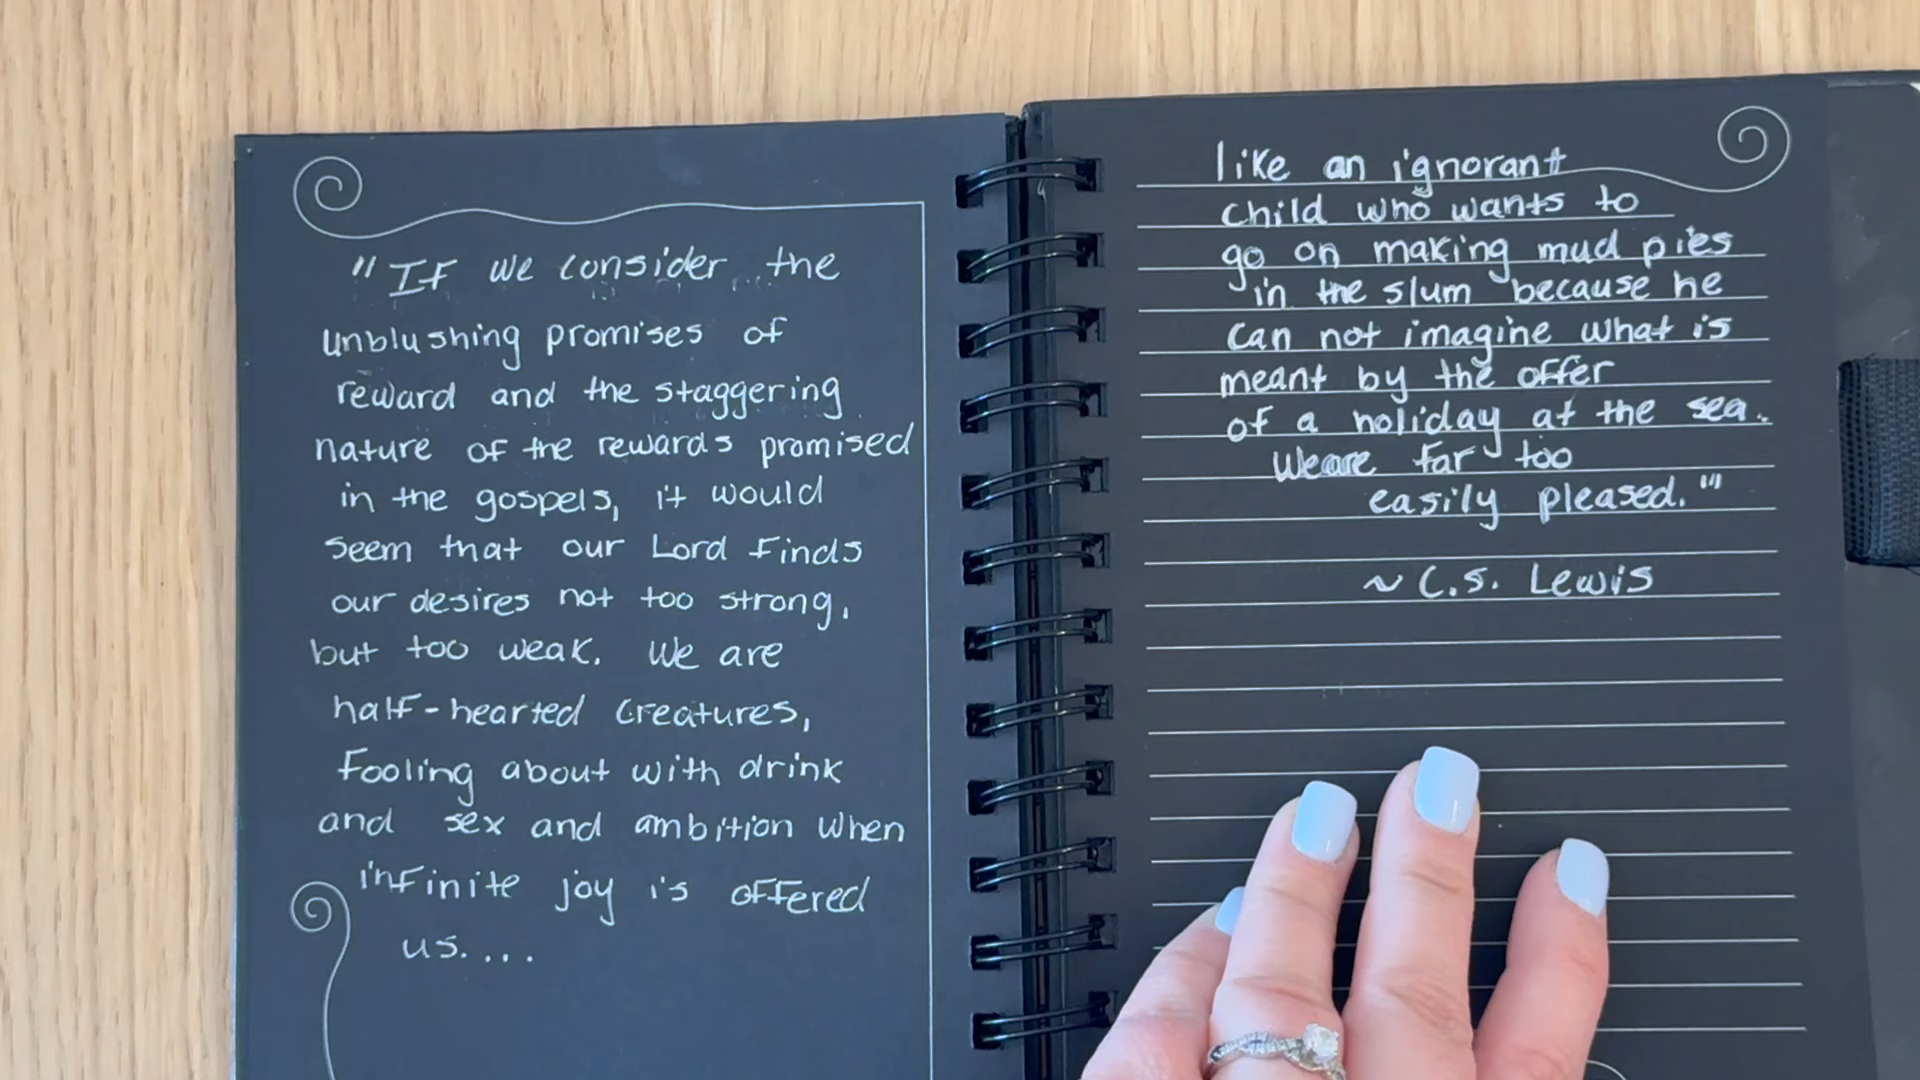 "If we consider the
unblushing promises of
reward and the staggering
nature of the rewards promised
in the gospels, it would
seem that our Lord finds
our desires not too strong,
but too weak. We are
half-hearted creatures,
fooling about with drink
and sex and ambition when
infinite joy is offered
us....
like an ignorant
child who wants to
go on making mud pies
in the slum because he
can not imagine what is
meant by the offer
of a holiday at the sea.
We are far too
easily pleased.'"
~ C.S. Lewis